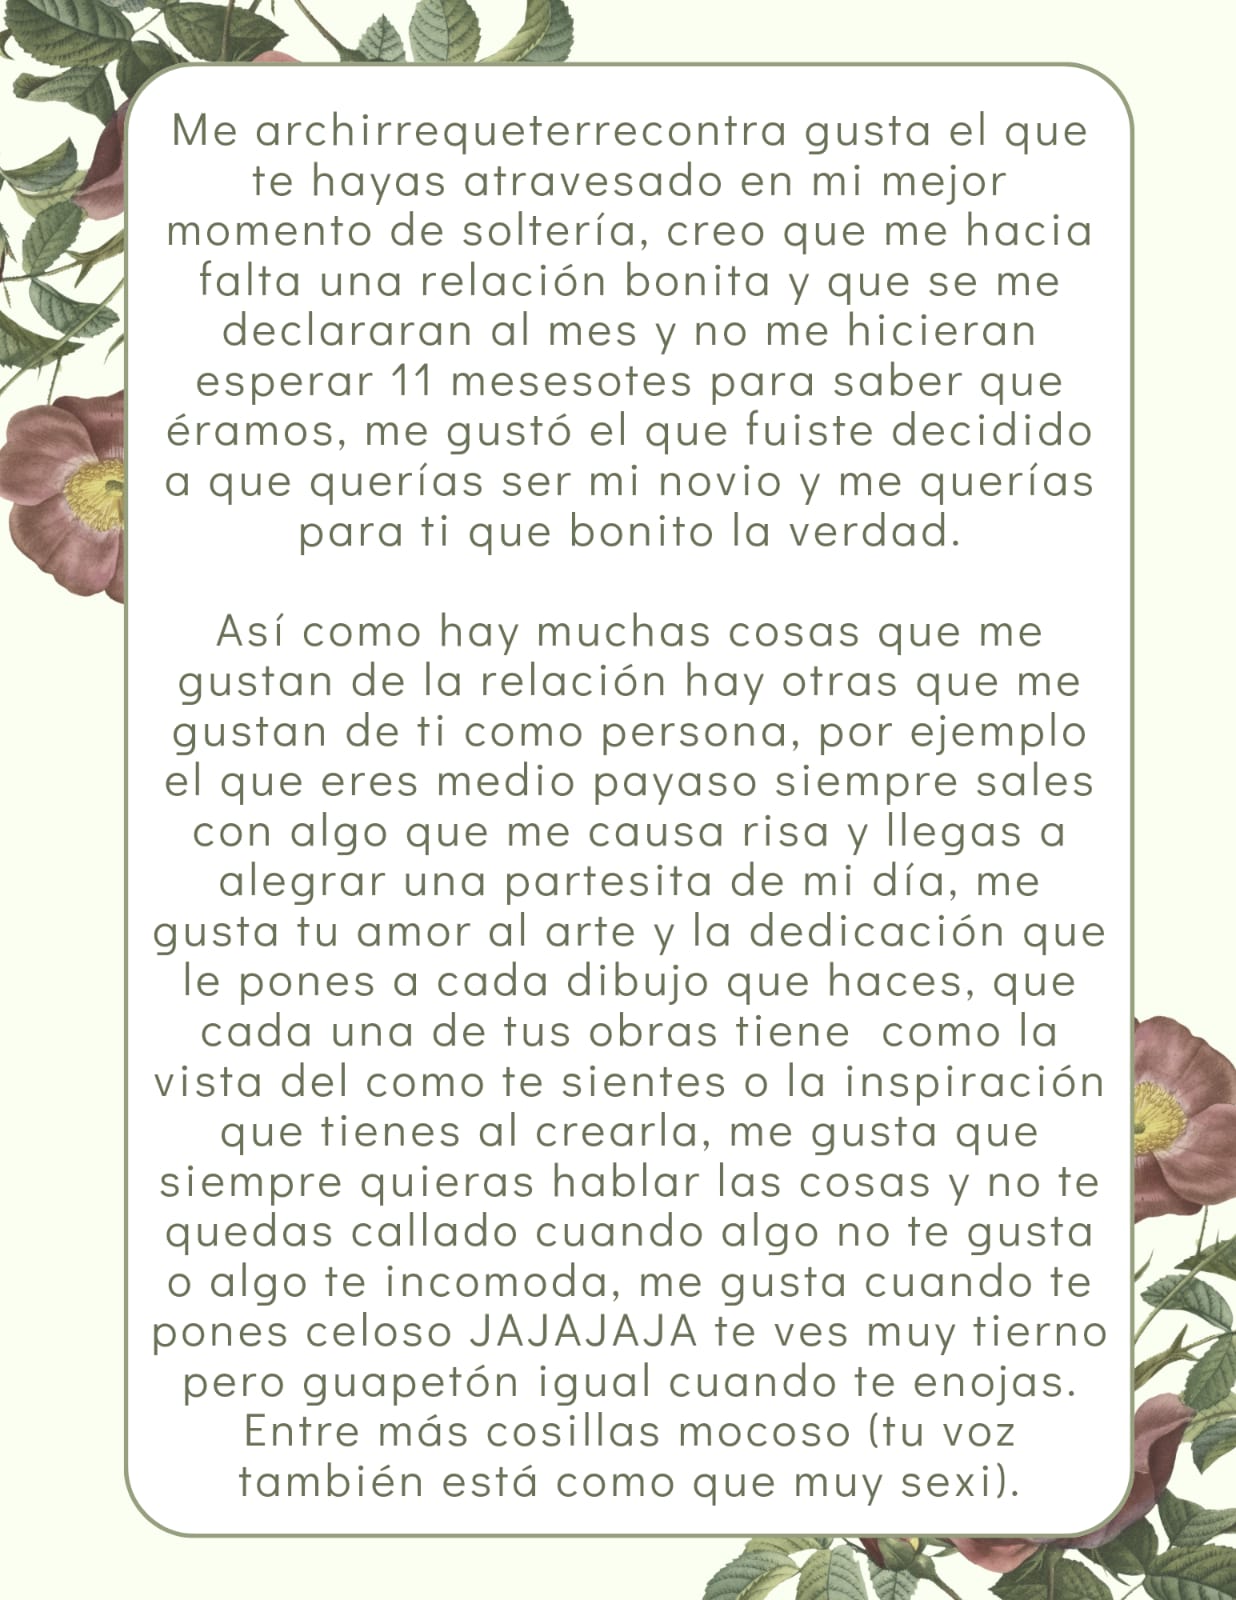 Me archirrequeterrecontra gusta el que
te hayas atravesado en mi mejor
momento de soltería, creo que me hacia
falta una relación bonita y que se me
declararan al mes y no me hicieran
esperar 11 mesesotes para saber que
éramos, me gustó el que fuiste decidido
a que querías ser mi novio y me querías
para ti que bonito la verdad.
Así como hay muchas cosas que me
gustan de la relación hay otras que me
gustan de ti como persona, por ejemplo
el que eres medio payaso siempre sales
con algo que me causa risa y llegas a
alegrar una partesita de mi día, me
gusta tu amor al arte y la dedicación que
le pones a cada dibujo que haces, que
cada una de tus obras tiene  como la
vista del como te sientes o la inspiración
que tienes al crearla, me gusta que
siempre quieras hablar las cosas y no te
quedas callado cuando algo no te gusta
o algo te incomoda, me gusta cuando te
pones celoso JAJAJAJA te ves muy tierno
pero guapetón igual cuando te enojas.
Entre más cosillas mocoso (tu voz
también está como que muy sexi).